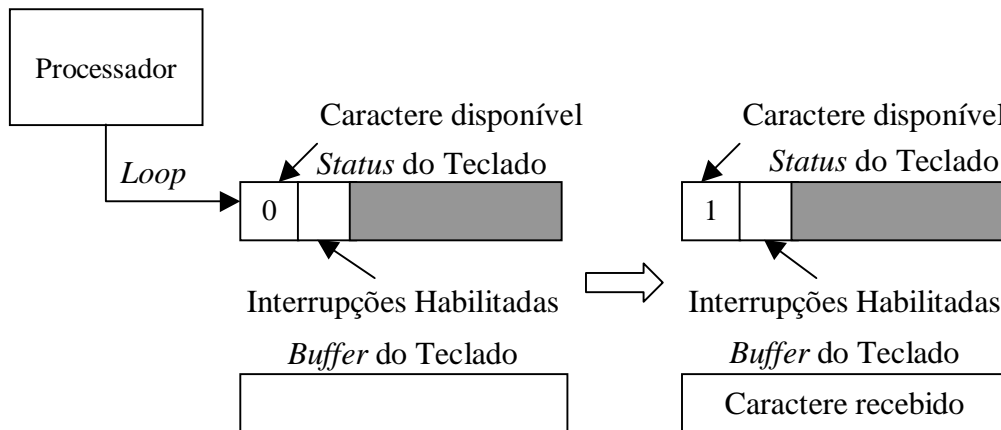 Processador
Caractere disponível
Loop
Status do Teclado
0
Interrupções Habilitadas
Buffer do Teclado
Caractere disponível
Status do Teclado
1
Interrupções Habilitadas
Buffer do Teclado
Caractere recebido